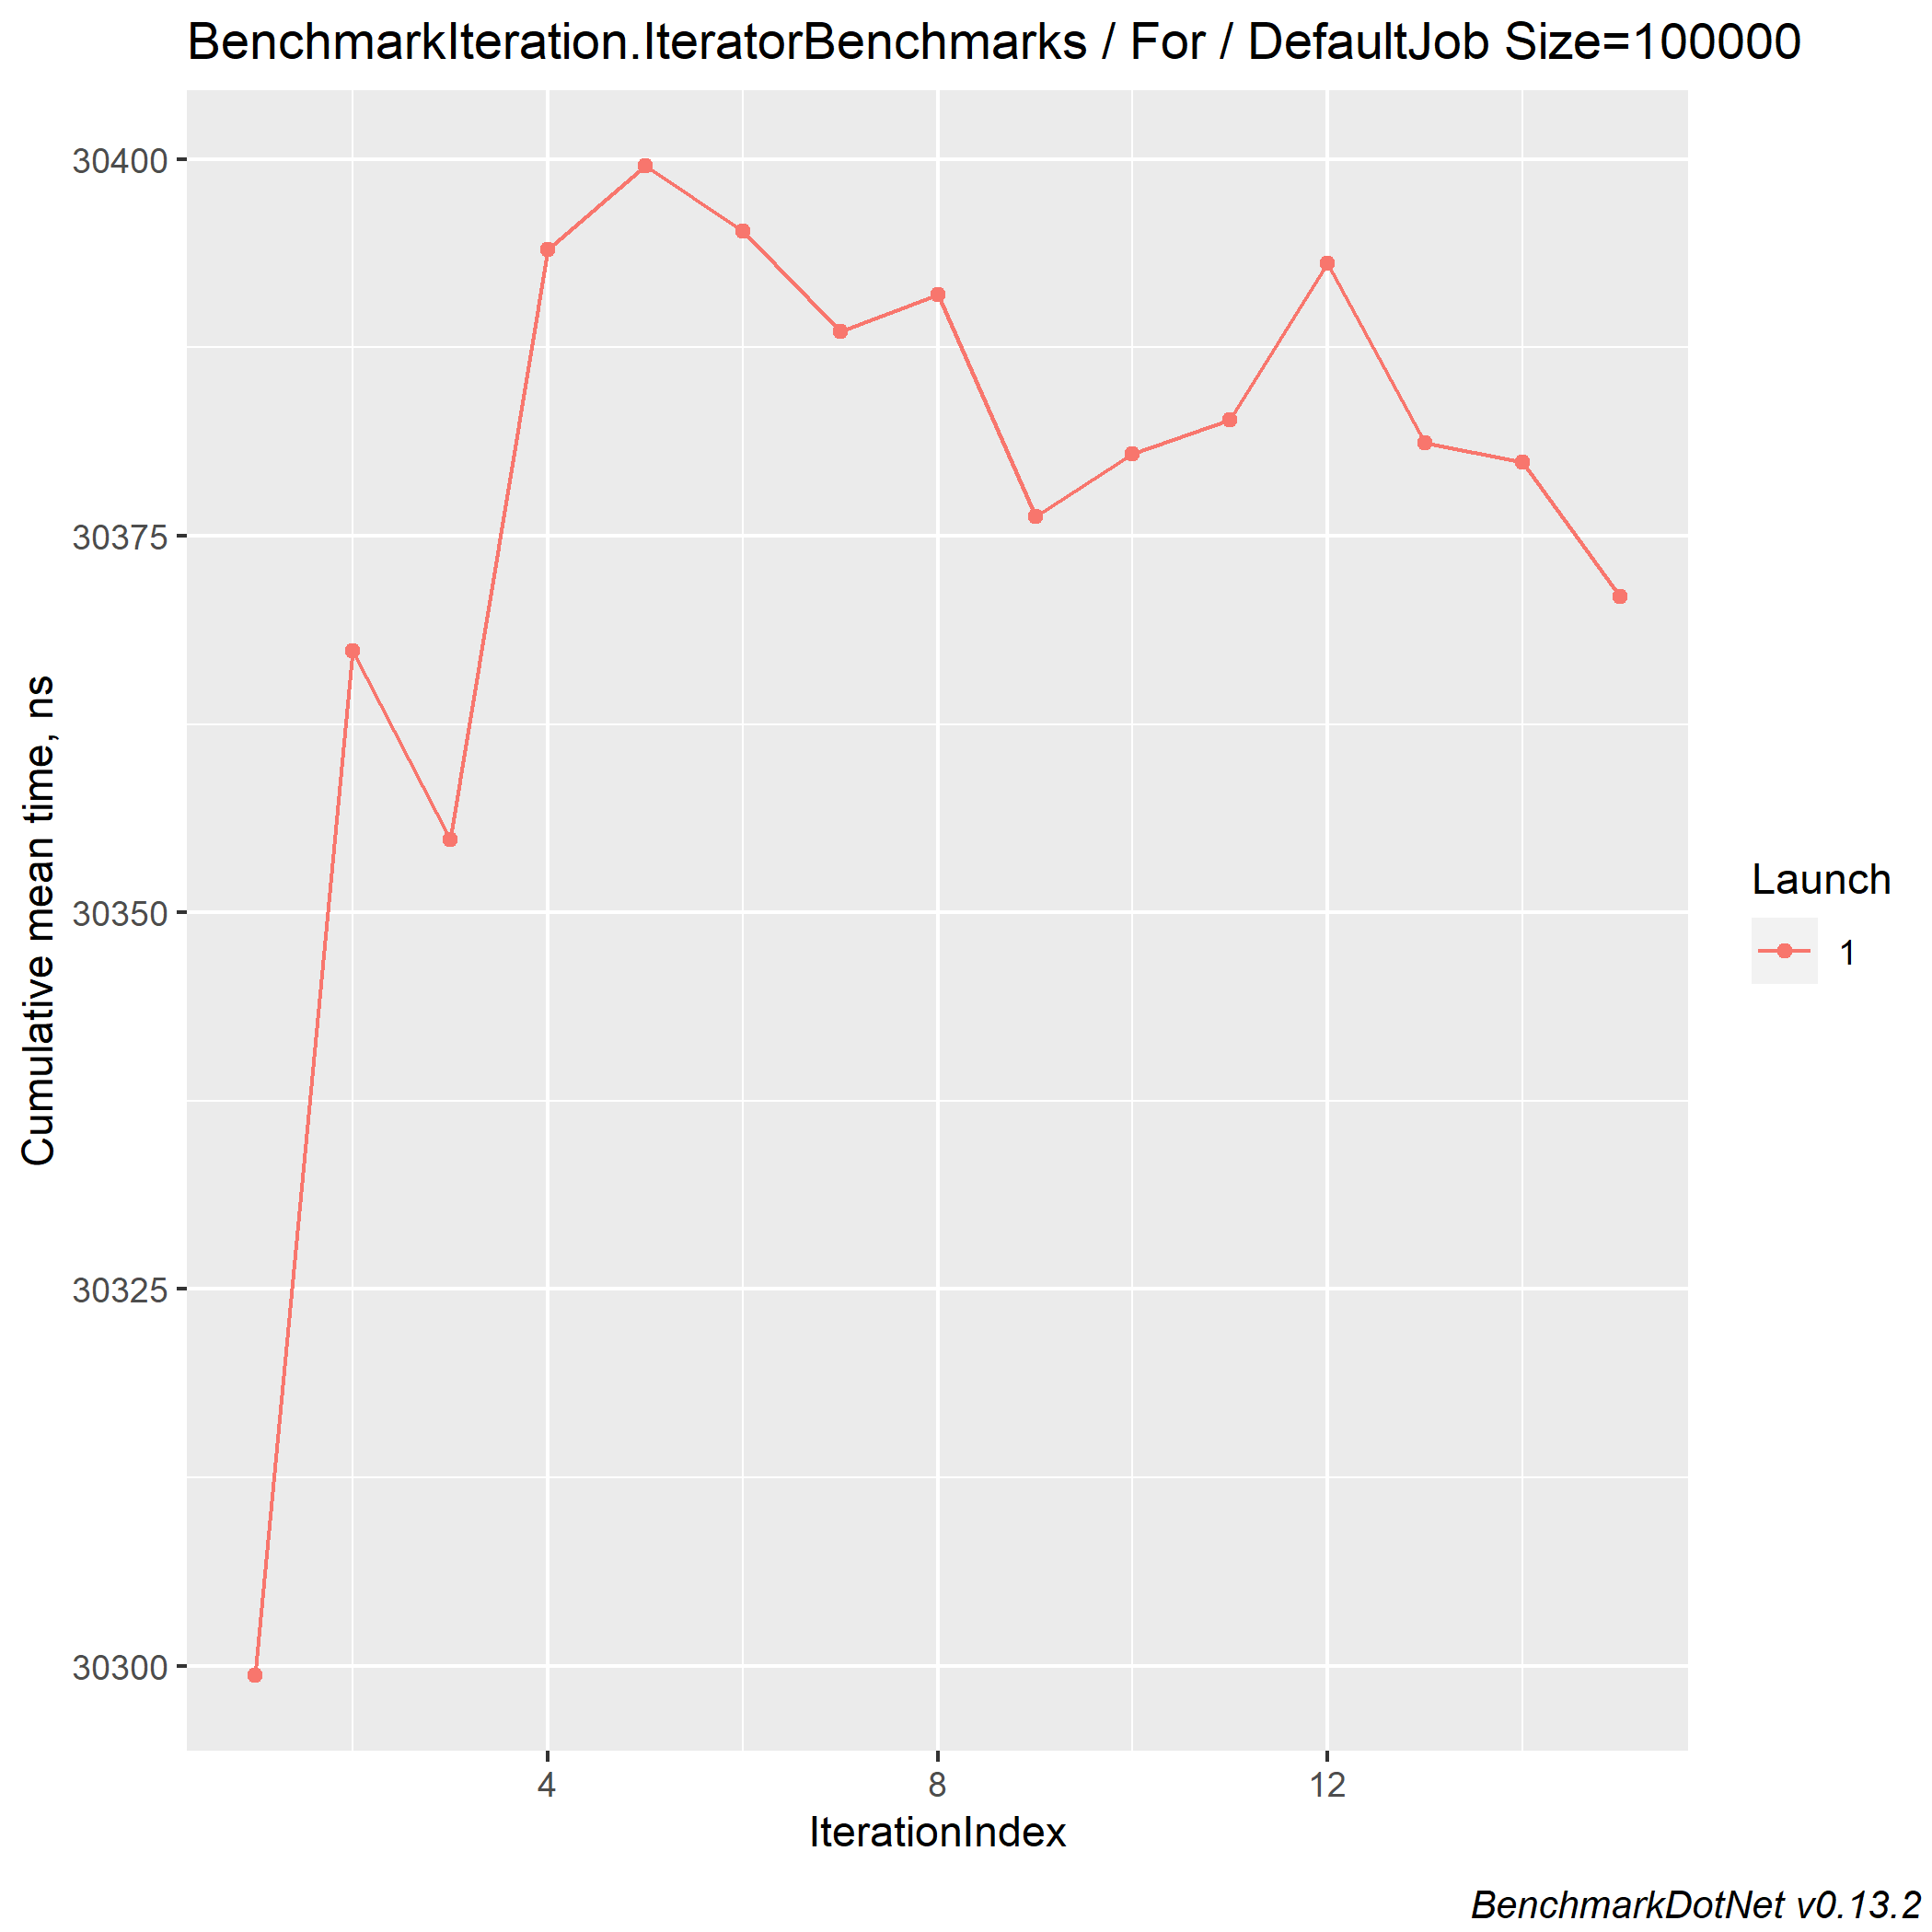 BenchmarkIteration.IteratorBenchmarks / For / DefaultJob Size=100000
30400
30375
30350
30325
30300
Cumulative mean time, ns
4
8
12
IterationIndex
Launch
1
BenchmarkDotNet v0.13.2